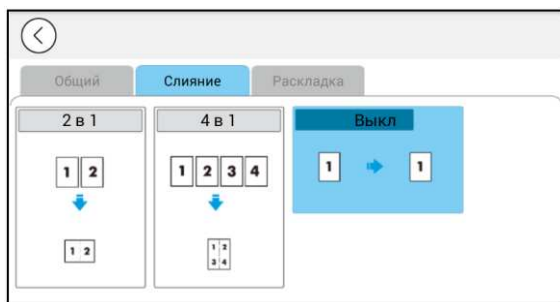 Общий Слияние Раскладка
2 в 1 4 в 1 Выкл
1 2 1 2 3 4 1 1
1 2 1 2
3 4